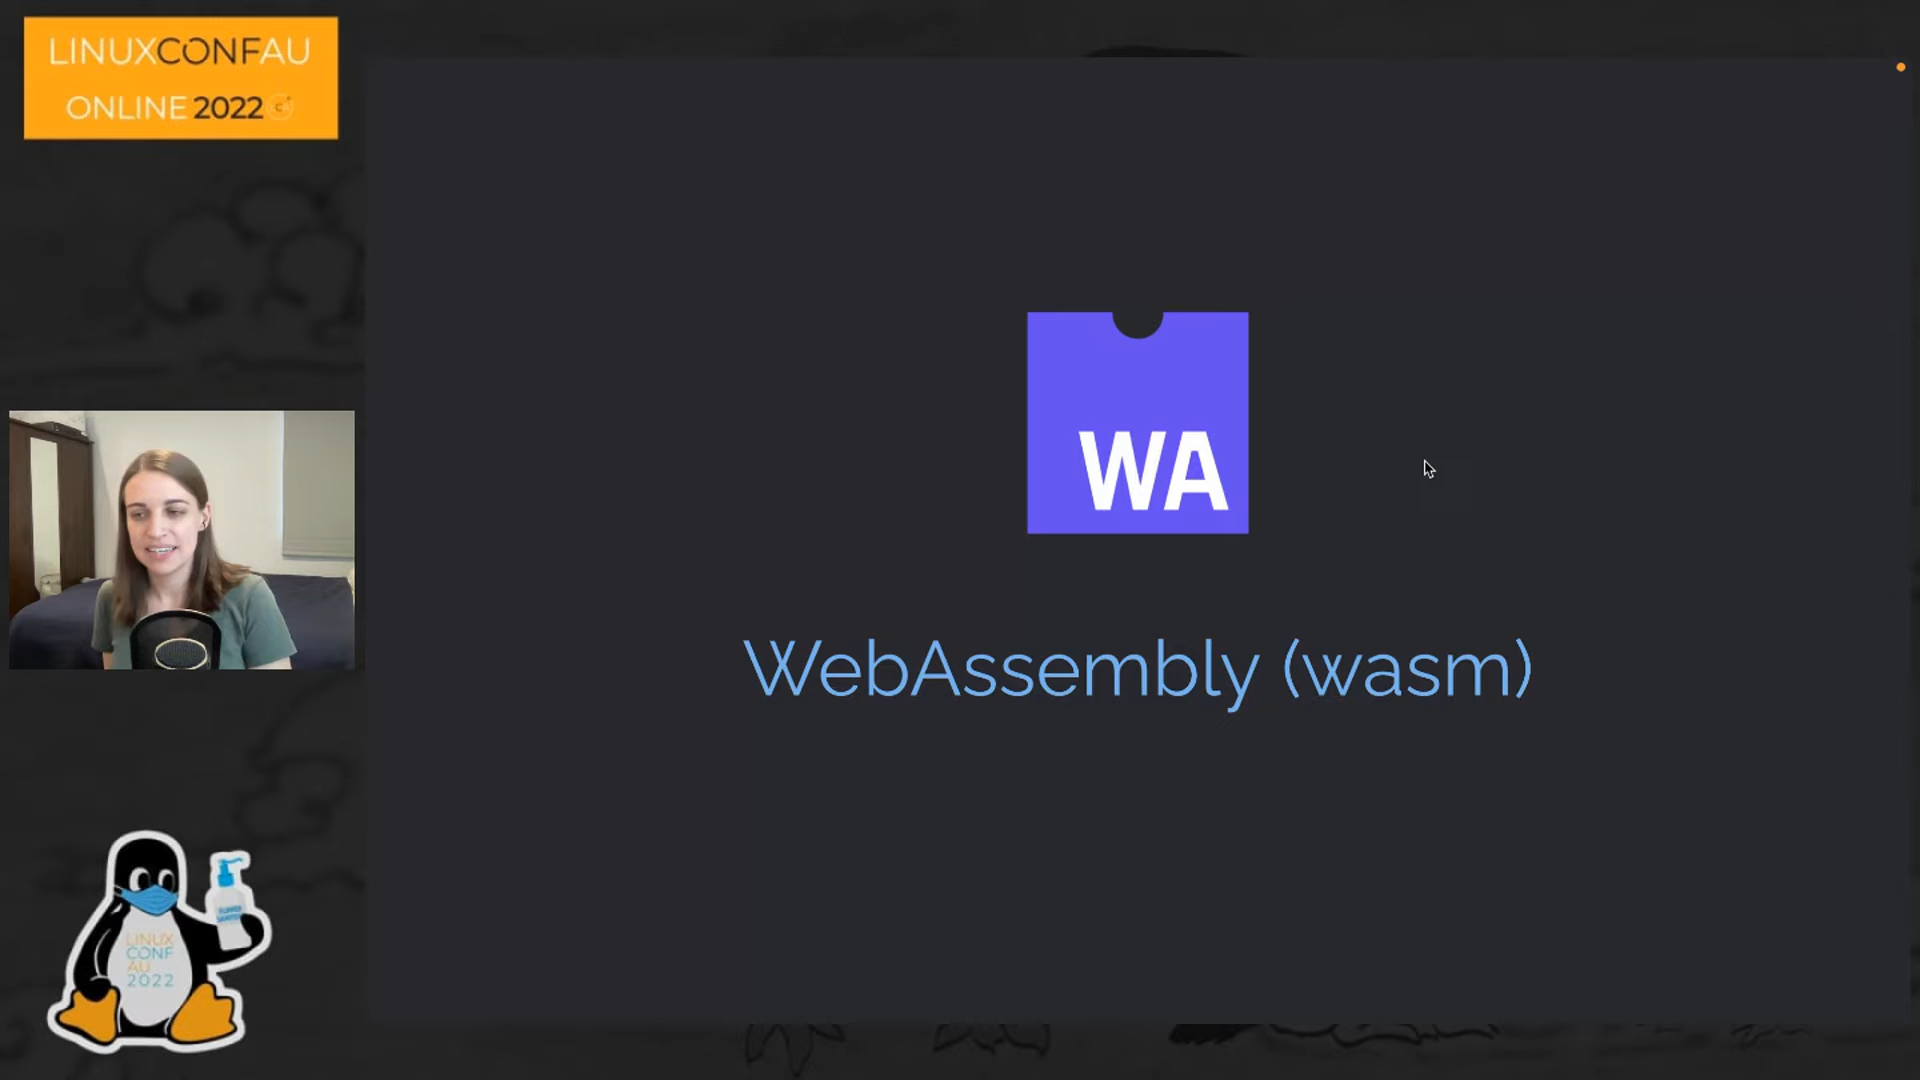 LINUXCONFAU
ONLINE 2022
WA
WebAssembly (wasm)
LINUX
CONF
AU
2022